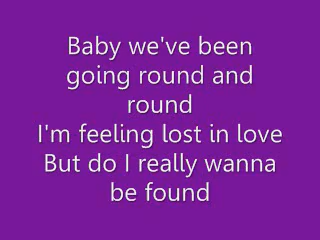 Baby we've been
going round and
round
I'm feeling lost in love
But do I really wanna
be found